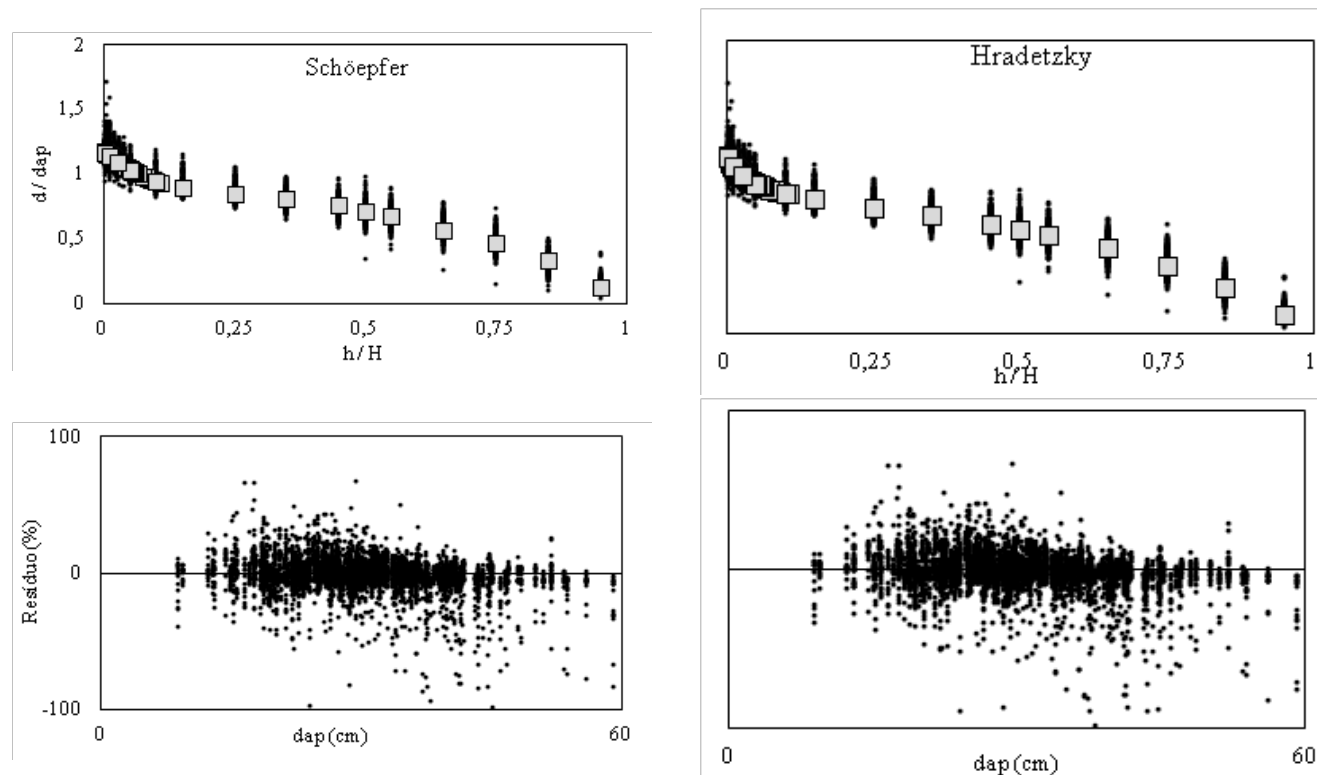 Schöepfer
2
1,5
1
0,5
0
d / dap
0
0,25
0,5
0,75
1
h / H
Hradetzky
0
0,25
0,5
0,75
1
h / H
100
0
-100
Resíduo (%)
0
60
dap (cm)
0
60
dap (cm)